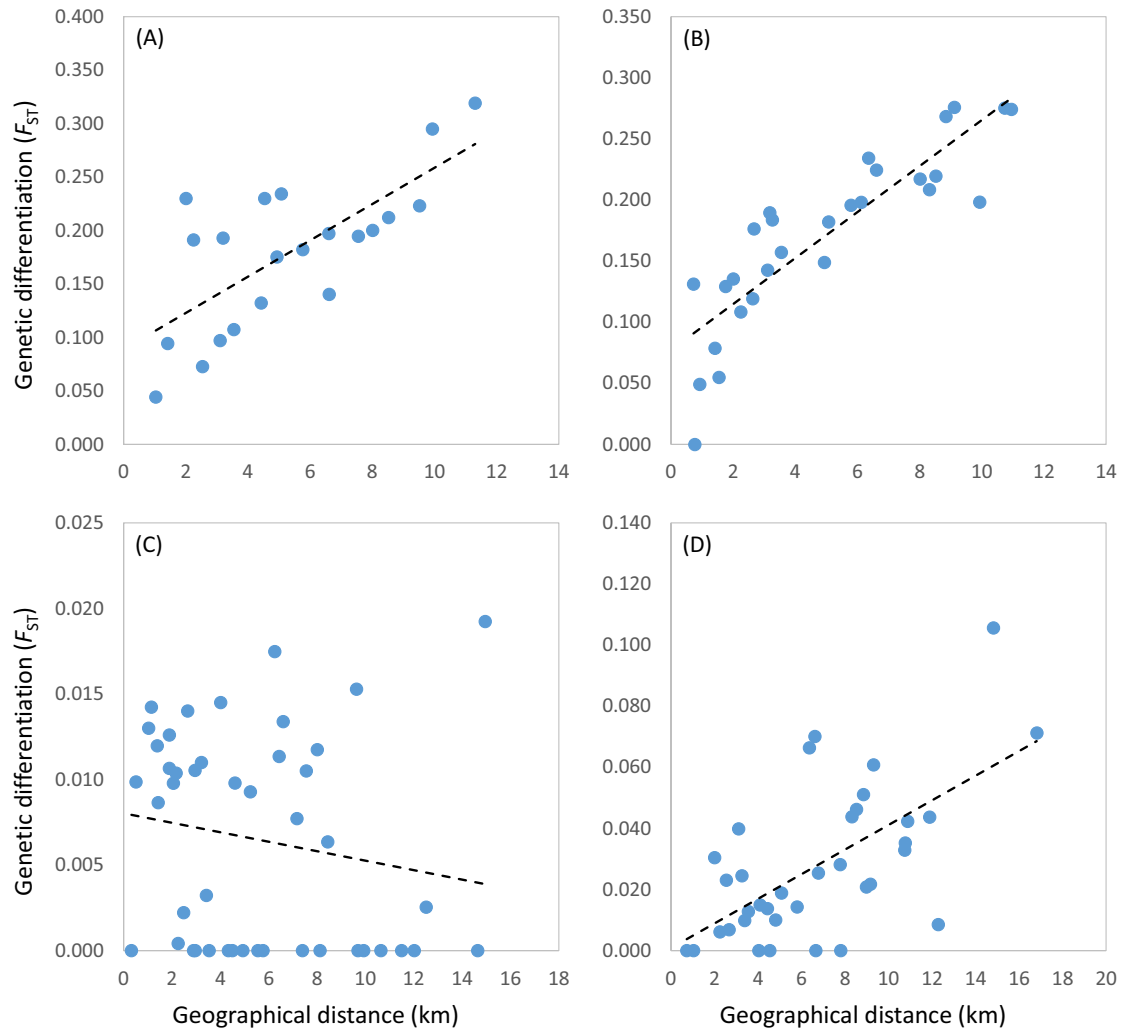 (A)
0.400
0.350
0.300
0.250
0.200
0.150
0.100
0.050
0.000
0 2 4 6 8 10 12 14
Genetic differentiation (FST)
(B)
0.350
0.300
0.250
0.200
0.150
0.100
0.050
0.000
0 2 4 6 8 10 12 14
(C)
0.025
0.020
0.015
0.010
0.005
0.000
0 2 4 6 8 10 12 14 16 18
Genetic differentiation (FST)
Geographical distance (km)
(D)
0.140
0.120
0.100
0.080
0.060
0.040
0.020
0.000
0 2 4 6 8 10 12 14 16 18 20
Geographical distance (km)